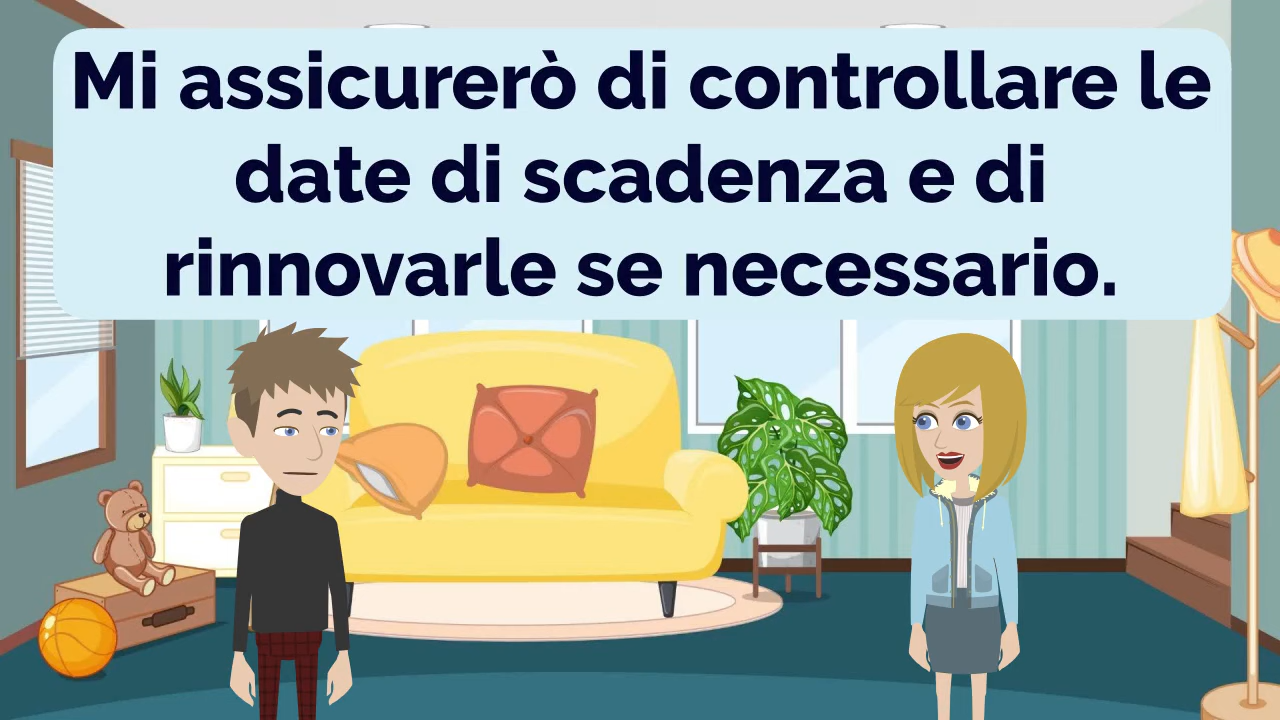 Mi assicurerò di controllare le
date di scadenza e di
rinnovarle se necessario.